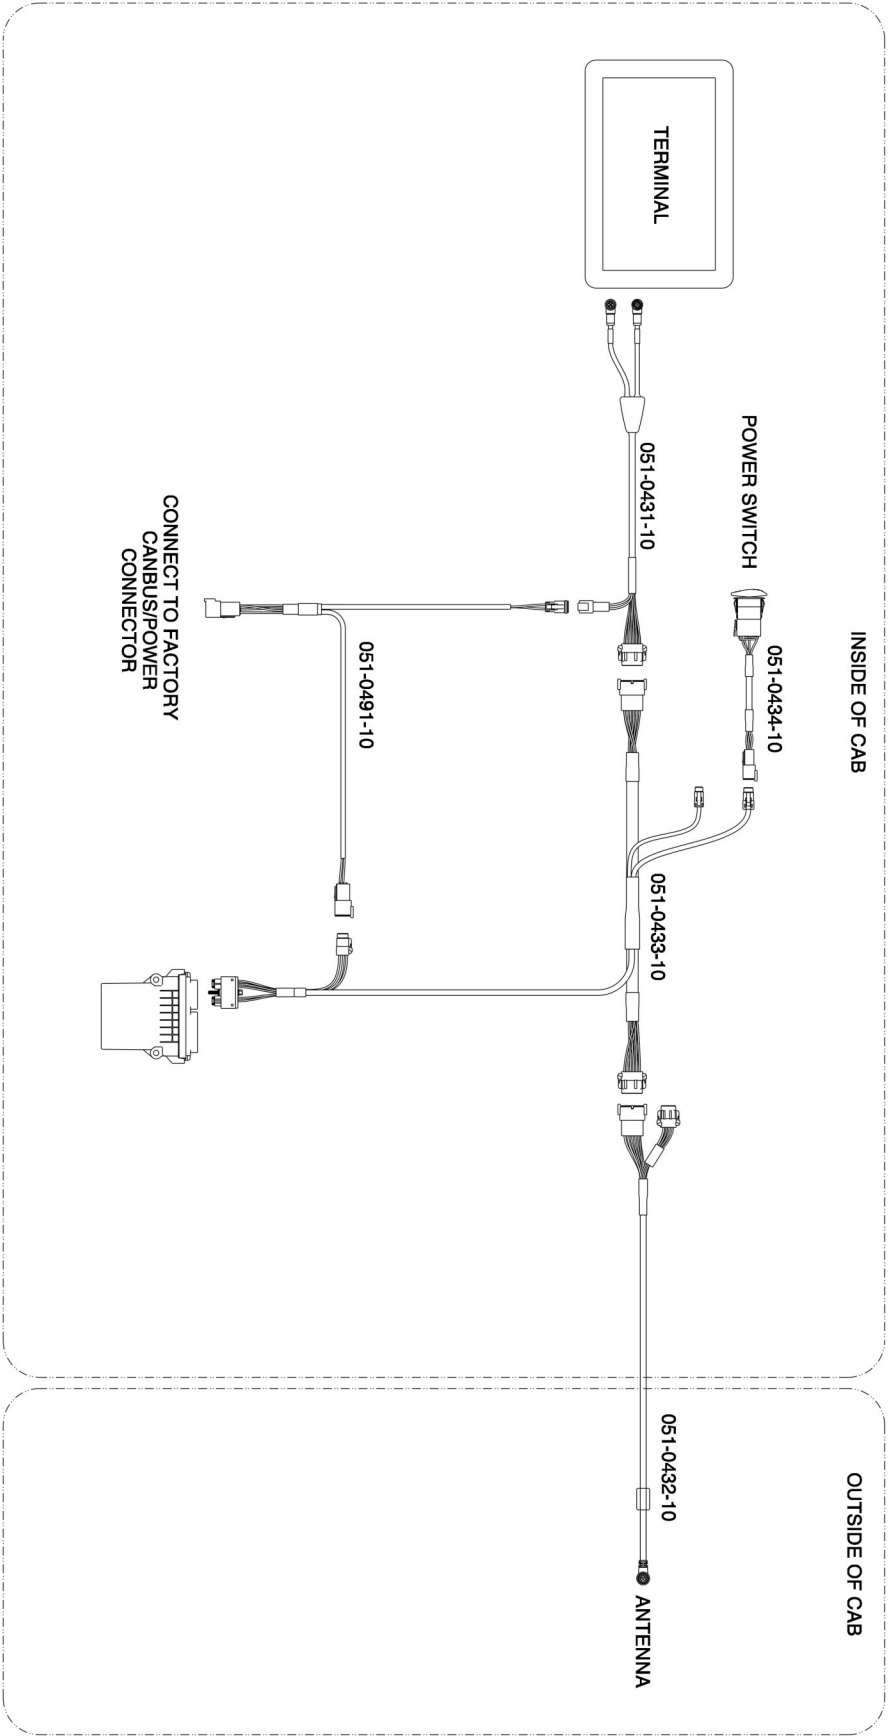 INSIDE OF CAB
OUTSIDE OF CAB
TERMINAL
POWER SWITCH
051-0434-10
051-0431-10
051-0433-10
051-0432-10
ANTENNA
051-0491-10
CONNECT TO FACTORY
CANBUS/POWER
CONNECTOR